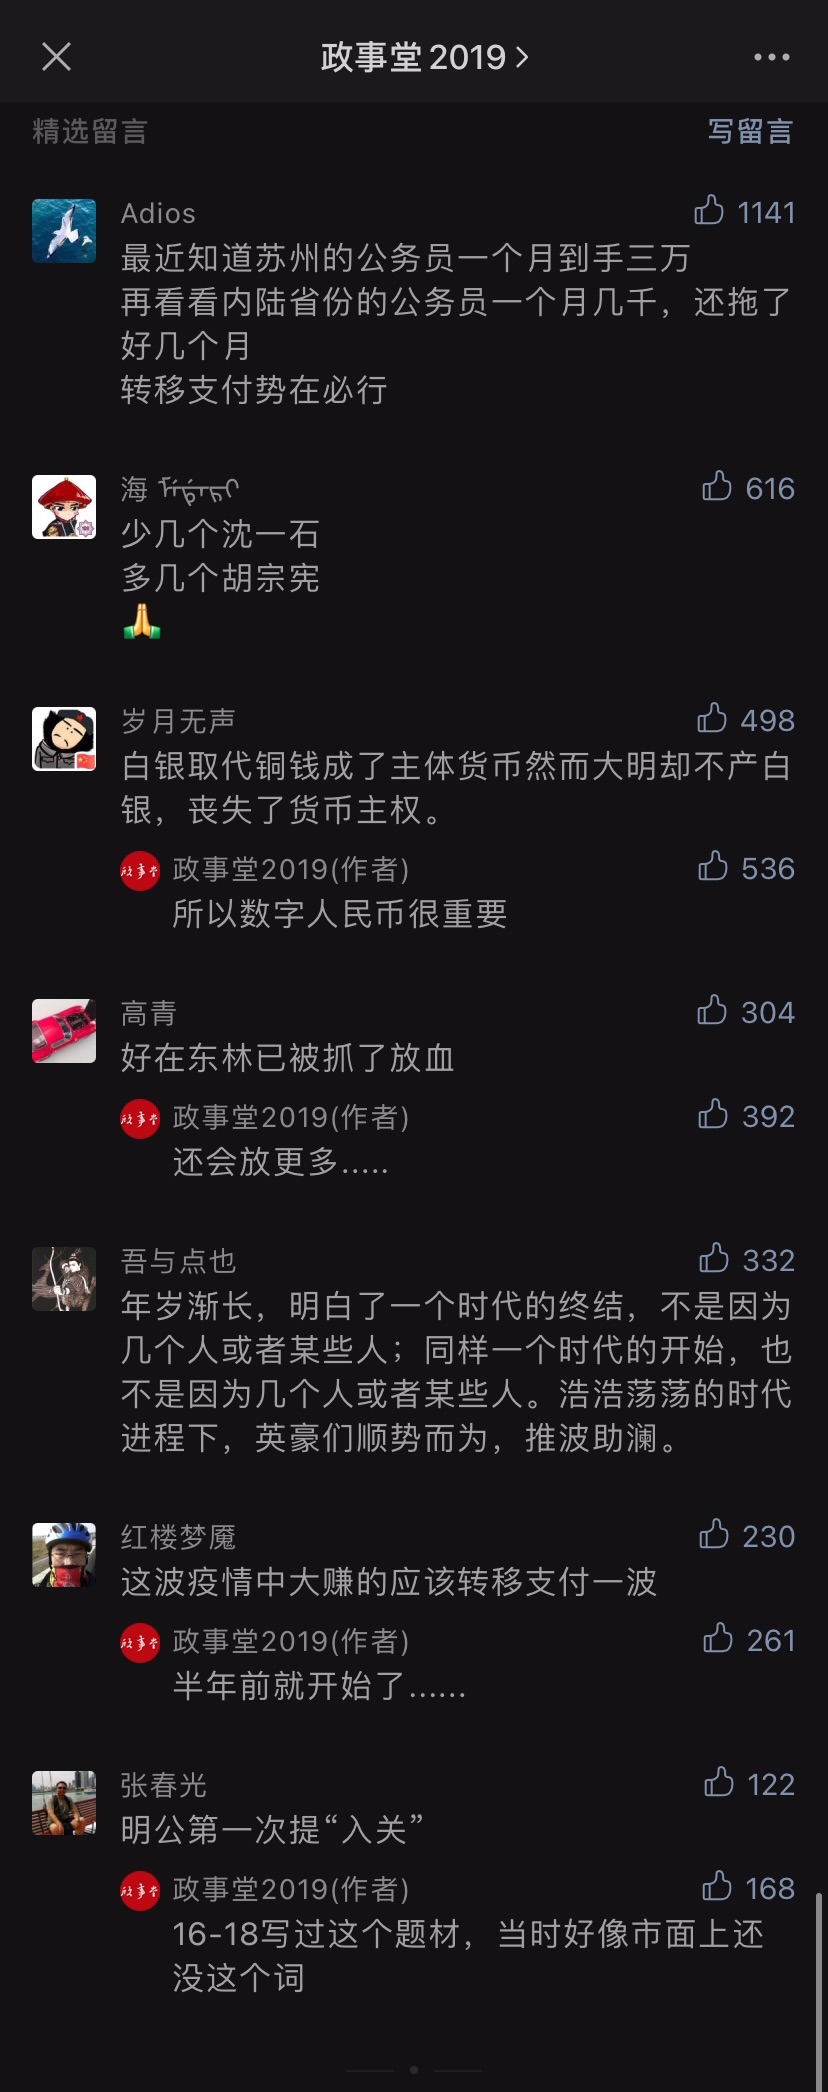 政事堂2019
精选留言 写留言
Adios 1141
最近知道苏州的公务员一个月到手三万
再看看内陆省份的公务员一个月几千，还拖了
好几个月
转移支付势在必行
海 616
少几个沈一石
多几个胡宗宪
岁月无声 498
白银取代铜钱成了主体货币然而大明却不产白
银，丧失了货币主权。
政事堂2019(作者) 536
所以数字人民币很重要
高青 304
好在东林已被抓了放血
政事堂2019(作者) 392
还会放更多.....
吾与点也 332
年岁渐长，明白了一个时代的终结，不是因为
几个人或者某些人；同样一个时代的开始，也
不是因为几个人或者某些人。浩浩荡荡的时代
进程下，英豪们顺势而为，推波助澜。
红楼梦魇 230
这波疫情中大赚的应该转移支付一波
政事堂2019(作者) 261
半年前就开始了......
张春光 122
明公第一次提“入关”
政事堂2019(作者) 168
16-18写过这个题材，当时好像市面上还
没这个词